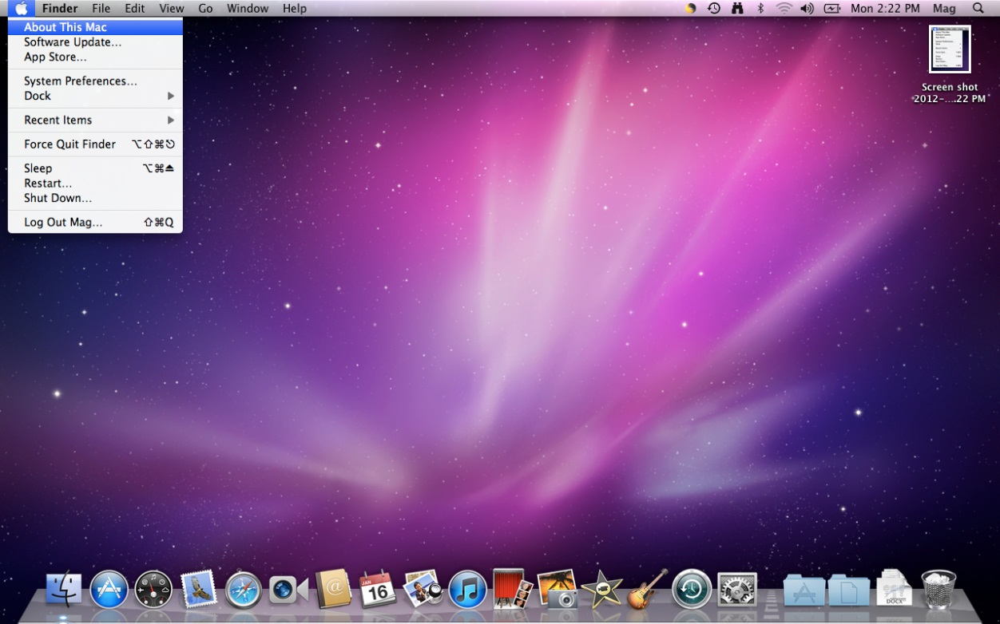 Finder File Edit View Go Window Help Mon 2:22 PM Mag
About This Mac
Software Update...
App Store...
System Preferences...
Dock
Recent Items
Force Quit Finder ⌥⇧⌘⎋
Sleep ⌥⌘⏏
Restart...
Shut Down...
Log Out Mag... ⇧⌘Q
Screen shot
2012-....22 PM
JAN
16
@
DOCX